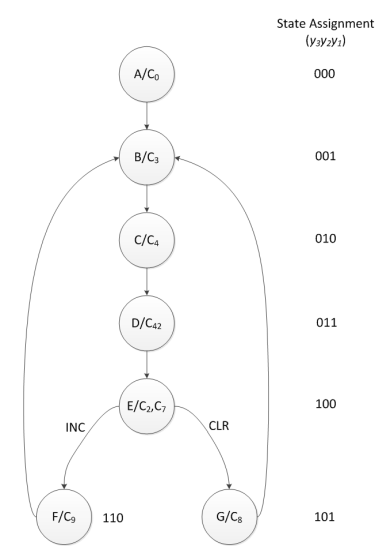 State Assignment
(y₃y₂y₁)
A/C₀ 000
B/C₃ 001
C/C₄ 010
D/C₄₂ 011
E/C₂,C₇ 100
INC CLR
F/C₉ 110 G/C₈ 101